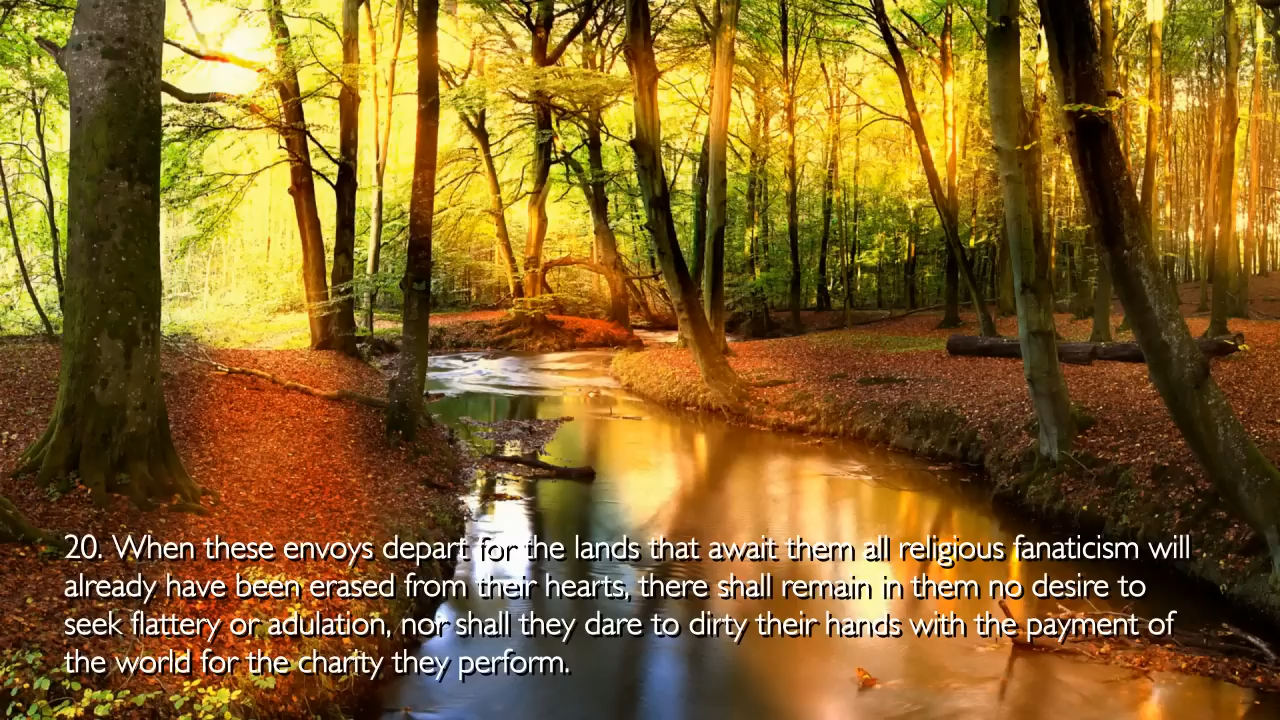 20. When these envoys depart for the lands that await them all religious fanaticism will
already have been erased from their hearts, there shall remain in them no desire to
seek flattery or adulation, nor shall they dare to dirty their hands with the payment of
the world for the charity they perform.